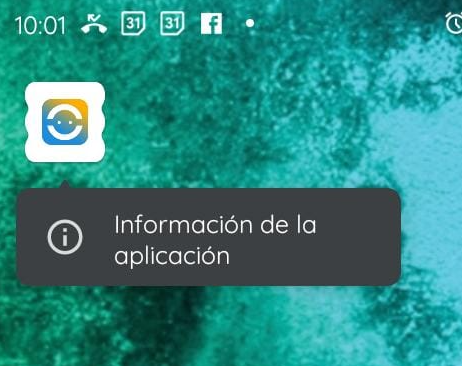 10:01 31 31
Información de la
aplicación